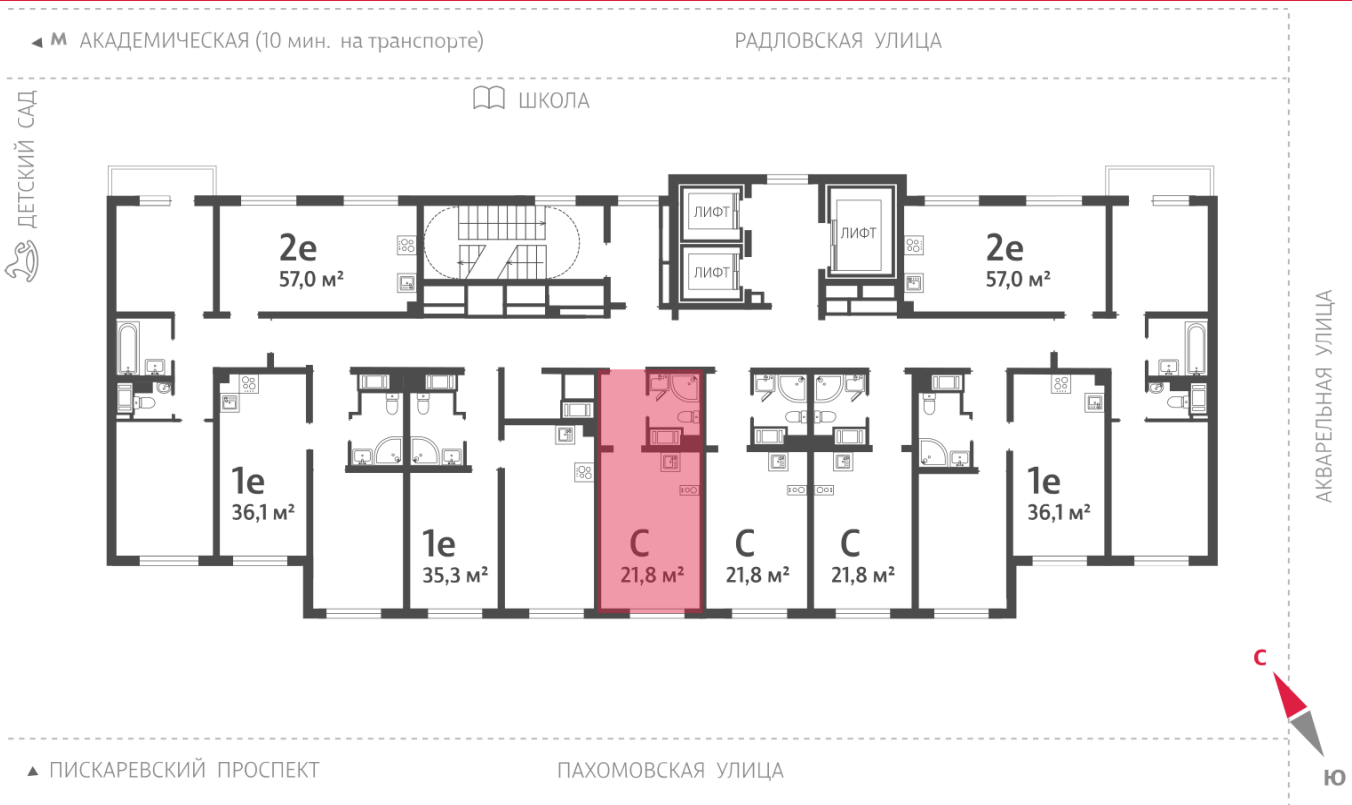 М АКАДЕМИЧЕСКАЯ (10 мин. на транспорте)
РАДЛОВСКАЯ УЛИЦА
ШКОЛА
ДЕТСКИЙ САД
ЛИФТ
ЛИФТ
ЛИФТ
2е
57,0 м²
2е
57,0 м²
1е
36,1 м²
1е
35,3 м²
С
21,8 м²
С
21,8 м²
С
21,8 м²
1е
36,1 м²
АКВАРЕЛЬНАЯ УЛИЦА
С
Ю
ПИСКАРЕВСКИЙ ПРОСПЕКТ
ПАХОМОВСКАЯ УЛИЦА